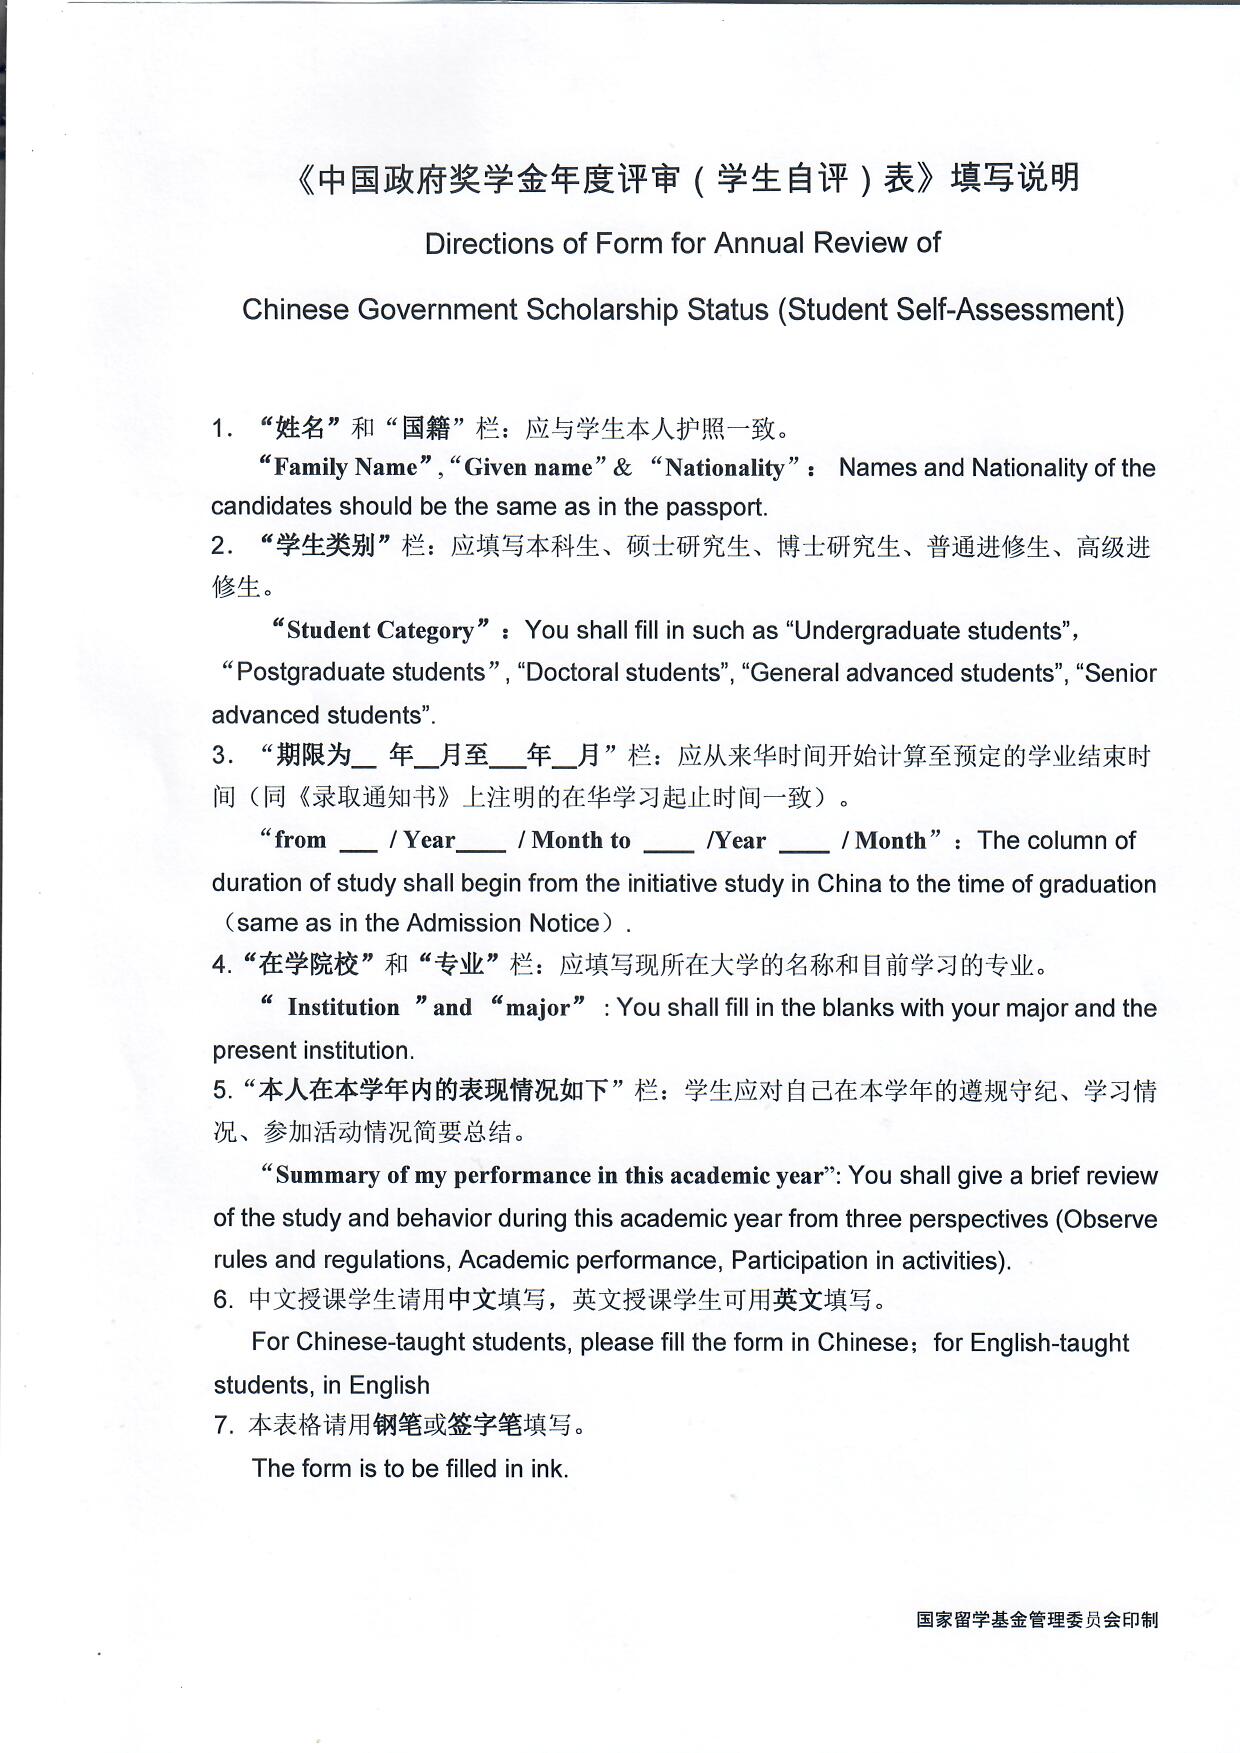 《中国政府奖学金年度评审（学生自评）表》填写说明
Directions of Form for Annual Review of
Chinese Government Scholarship Status (Student Self-Assessment)
1. “姓名”和“国籍”栏：应与学生本人护照一致。
“Family Name”,“Given name”& “Nationality”： Names and Nationality of the
candidates should be the same as in the passport.
2. “学生类别”栏：应填写本科生、硕士研究生、博士研究生、普通进修生、高级进
修生。
“Student Category”：You shall fill in such as “Undergraduate students”,
“Postgraduate students”, “Doctoral students”, “General advanced students”, “Senior
advanced students”.
3. “期限为__ 年__月至___年__月”栏：应从来华时间开始计算至预定的学业结束时
间（同《录取通知书》上注明的在华学习起止时间一致）。
“from ___ / Year____ / Month to ____ /Year ____ / Month”：The column of
duration of study shall begin from the initiative study in China to the time of graduation
（same as in the Admission Notice）.
4.“在学院校”和“专业”栏：应填写现所在大学的名称和目前学习的专业。
“ Institution ”and “major” : You shall fill in the blanks with your major and the
present institution.
5.“本人在本学年内的表现情况如下”栏：学生应对自己在本学年的遵规守纪、学习情
况、参加活动情况简要总结。
“Summary of my performance in this academic year”: You shall give a brief review
of the study and behavior during this academic year from three perspectives (Observe
rules and regulations, Academic performance, Participation in activities).
6. 中文授课学生请用中文填写，英文授课学生可用英文填写。
For Chinese-taught students, please fill the form in Chinese；for English-taught
students, in English
7. 本表格请用钢笔或签字笔填写。
The form is to be filled in ink.
国家留学基金管理委员会印制